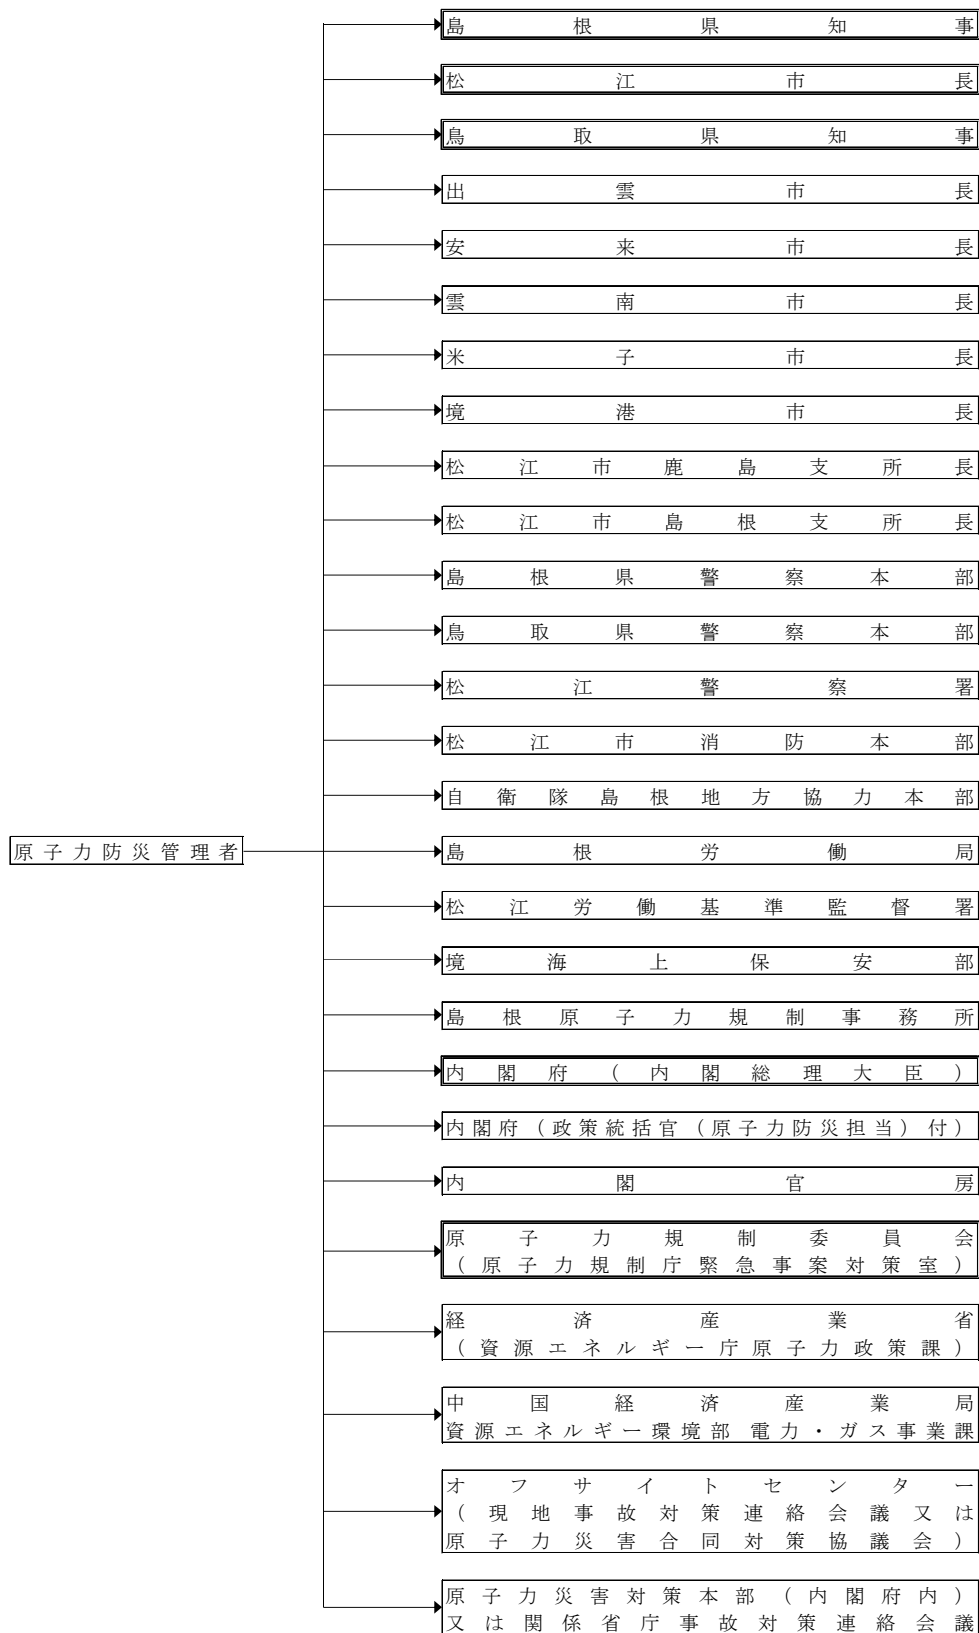 島根県知事
松江市長
鳥取県知事
出雲市長
安来市長
雲南市長
米子市長
境港市長
松江市鹿島支所長
松江市島根支所長
島根県警察本部
鳥取県警察本部
松江警察署
松江市消防本部
自衛隊島根地方協力本部
原子力防災管理者
島根労働局
松江労働基準監督署
境海上保安部
島根原子力規制事務所
内閣府(内閣総理大臣)
内閣府(政策統括官(原子力防災担当)付)
内閣官房
原子力規制委員会
(原子力規制庁緊急事案対策室)
経済産業省
(資源エネルギー庁原子力政策課)
中国経済産業局
資源エネルギー環境部 電力・ガス事業課
オフサイトセンター
(現地事故対策連絡会議又は
原子力災害合同対策協議会)
原子力災害対策本部(内閣府内)
又は関係省庁事故対策連絡会議